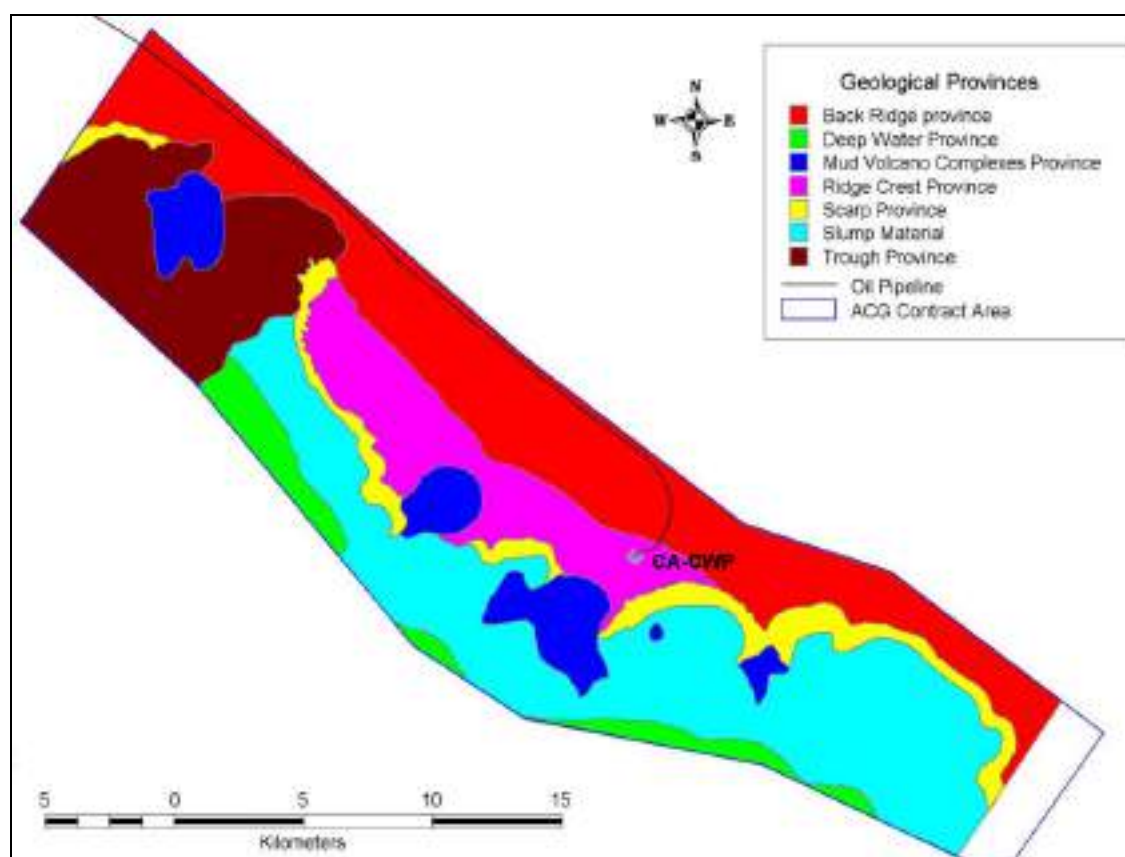 Geological Provinces
Back Ridge province
Deep Water Province
Mud Volcano Complexes Province
Ridge Crest Province
Scarp Province
Slump Material
Trough Province
Oil Pipeline
ACG Contract Area
N
W E
S
CA-CWP
5 0 5 10 15
Kilometers